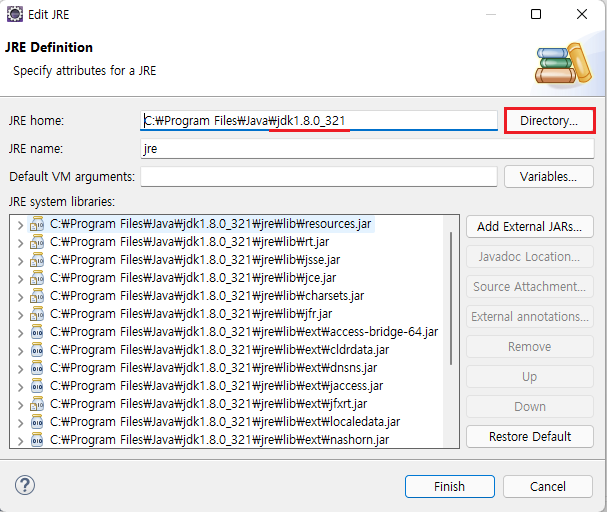 Edit JRE
JRE Definition
Specify attributes for a JRE
JRE home: C:₩Program Files₩Java₩jdk1.8.0_321 Directory...
JRE name: jre
Default VM arguments: Variables...
JRE system libraries:
C:₩Program Files₩Java₩jdk1.8.0_321₩jre₩lib₩resources.jar
C:₩Program Files₩Java₩jdk1.8.0_321₩jre₩lib₩rt.jar
C:₩Program Files₩Java₩jdk1.8.0_321₩jre₩lib₩jsse.jar
C:₩Program Files₩Java₩jdk1.8.0_321₩jre₩lib₩jce.jar
C:₩Program Files₩Java₩jdk1.8.0_321₩jre₩lib₩charsets.jar
C:₩Program Files₩Java₩jdk1.8.0_321₩jre₩lib₩jfr.jar
C:₩Program Files₩Java₩jdk1.8.0_321₩jre₩lib₩ext₩access-bridge-64.jar
C:₩Program Files₩Java₩jdk1.8.0_321₩jre₩lib₩ext₩cldrdata.jar
C:₩Program Files₩Java₩jdk1.8.0_321₩jre₩lib₩ext₩dnsns.jar
C:₩Program Files₩Java₩jdk1.8.0_321₩jre₩lib₩ext₩jaccess.jar
C:₩Program Files₩Java₩jdk1.8.0_321₩jre₩lib₩ext₩jfxrt.jar
C:₩Program Files₩Java₩jdk1.8.0_321₩jre₩lib₩ext₩localedata.jar
C:₩Program Files₩Java₩jdk1.8.0_321₩jre₩lib₩ext₩nashorn.jar
Add External JARs...
Javadoc Location...
Source Attachment...
External annotations...
Remove
Up
Down
Restore Default
Finish
Cancel